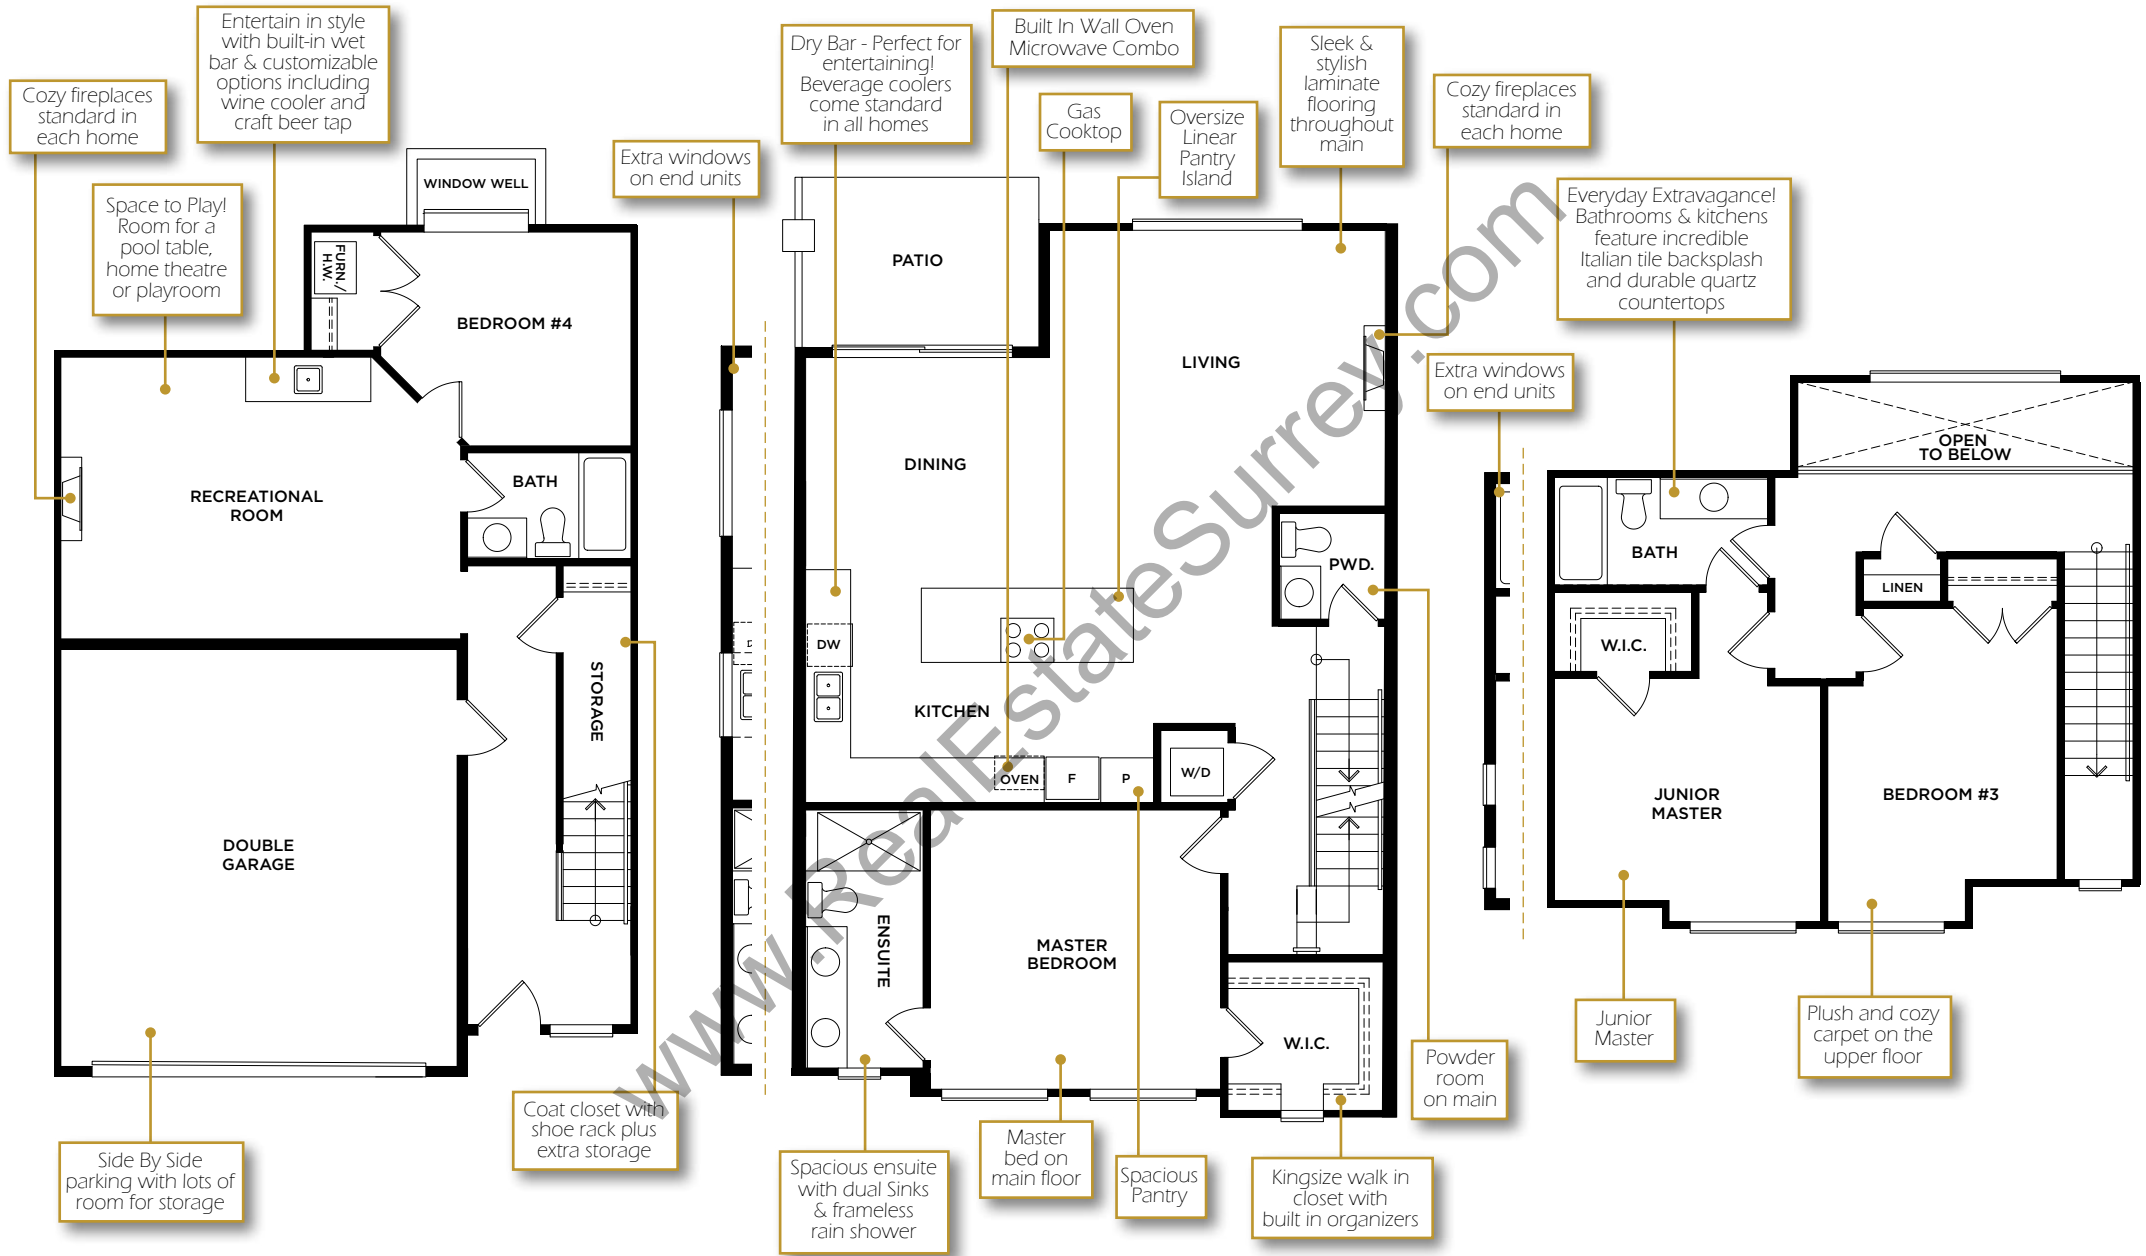 Cozy fireplaces
standard in
each home
Entertain in style
with built-in wet
bar & customizable
options including
wine cooler and
craft beer tap
Space to Play!
Room for a
pool table,
home theatre
or playroom
WINDOW WELL
FURN./
H.W.
BEDROOM #4
RECREATIONAL
ROOM
BATH
STORAGE
DOUBLE
GARAGE
Side By Side
parking with lots of
room for storage
Coat closet with
shoe rack plus
extra storage
Extra windows
on end units
Dry Bar - Perfect for
entertaining!
Beverage coolers
come standard
in all homes
Built In Wall Oven
Microwave Combo
Gas
Cooktop
Oversize
Linear
Pantry
Island
Sleek &
stylish
laminate
flooring
throughout
main
Cozy fireplaces
standard in
each home
PATIO
LIVING
DINING
PWD.
DW
KITCHEN
OVEN
F
P
W/D
ENSUITE
MASTER
BEDROOM
W.I.C.
Spacious ensuite
with dual Sinks
& frameless
rain shower
Master
bed on
main floor
Spacious
Pantry
Kingsize walk in
closet with
built in organizers
Powder
room
on main
Everyday Extravagance!
Bathrooms & kitchens
feature incredible
Italian tile backsplash
and durable quartz
countertops
Extra windows
on end units
OPEN
TO BELOW
BATH
LINEN
W.I.C.
JUNIOR
MASTER
BEDROOM #3
Junior
Master
Plush and cozy
carpet on the
upper floor
www.RealEstateSurrey.com